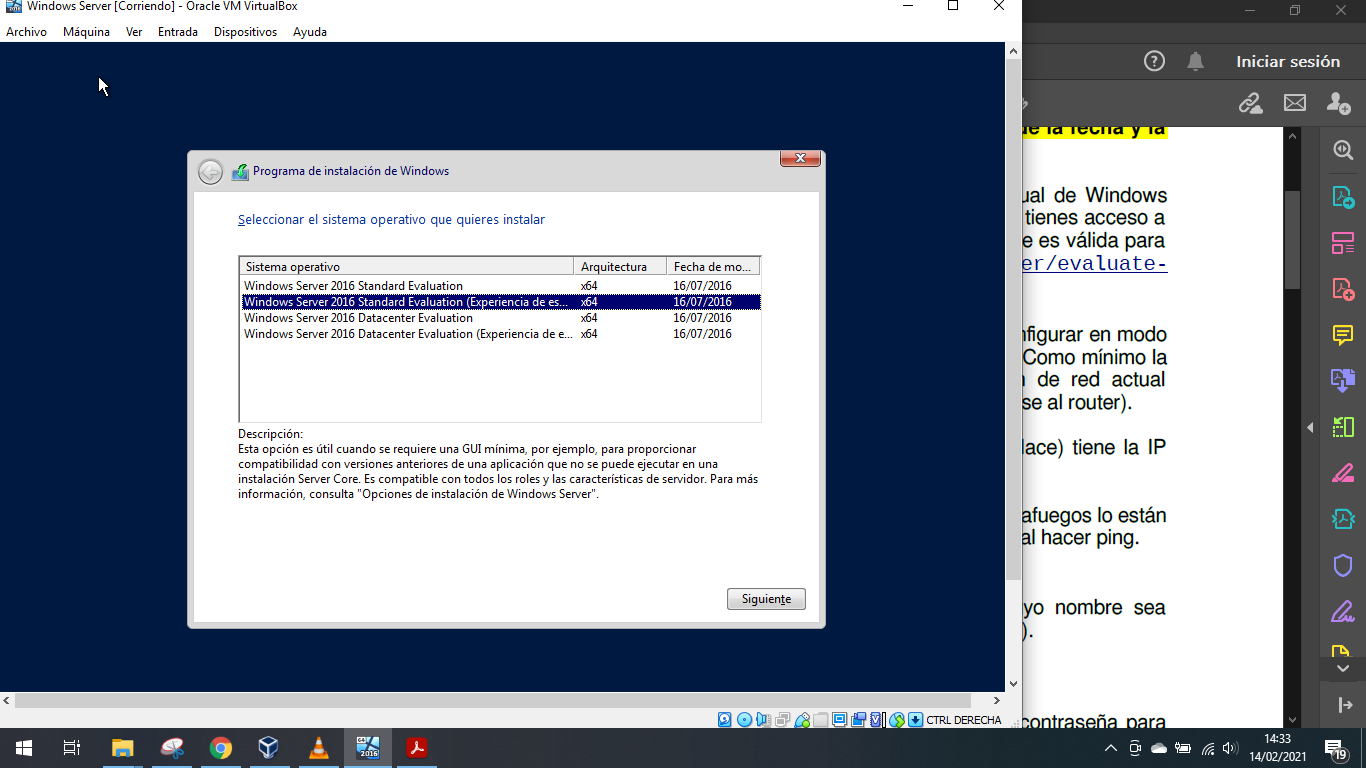 Windows Server [Corriendo] - Oracle VM VirtualBox
Archivo Máquina Ver Entrada Dispositivos Ayuda
Programa de instalación de Windows
Seleccionar el sistema operativo que quieres instalar
Sistema operativo Arquitectura Fecha de mo...
Windows Server 2016 Standard Evaluation x64 16/07/2016
Windows Server 2016 Standard Evaluation (Experiencia de es... x64 16/07/2016
Windows Server 2016 Datacenter Evaluation x64 16/07/2016
Windows Server 2016 Datacenter Evaluation (Experiencia de e... x64 16/07/2016
Descripción:
Esta opción es útil cuando se requiere una GUI mínima, por ejemplo, para proporcionar
compatibilidad con versiones anteriores de una aplicación que no se puede ejecutar en una
instalación Server Core. Es compatible con todos los roles y las características de servidor. Para más
información, consulta "Opciones de instalación de Windows Server".
Siguiente
CTRL DERECHA
Iniciar sesión
de la fecha y la
ual de Windows
tienes acceso a
e es válida para
er/evaluate-
nfigurar en modo
Como mínimo la
n de red actual
se al router).
lace) tiene la IP
afuegos lo están
al hacer ping.
yo nombre sea
).
contraseña para
2016
14:33
14/02/2021
19